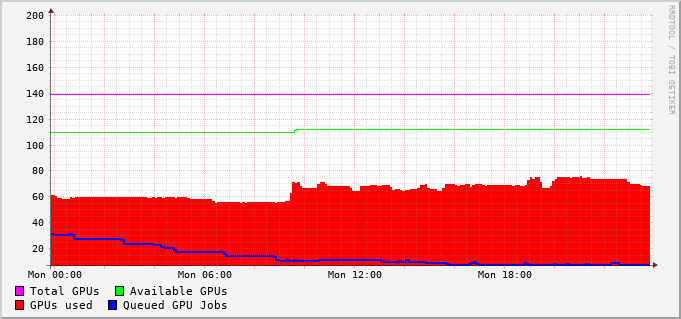 200
180
160
140
120
100
80
60
40
20
Mon 00:00 Mon 06:00 Mon 12:00 Mon 18:00
Total GPUs Available GPUs
GPUs used Queued GPU Jobs
RRDTOOL / TOBI OETIKER